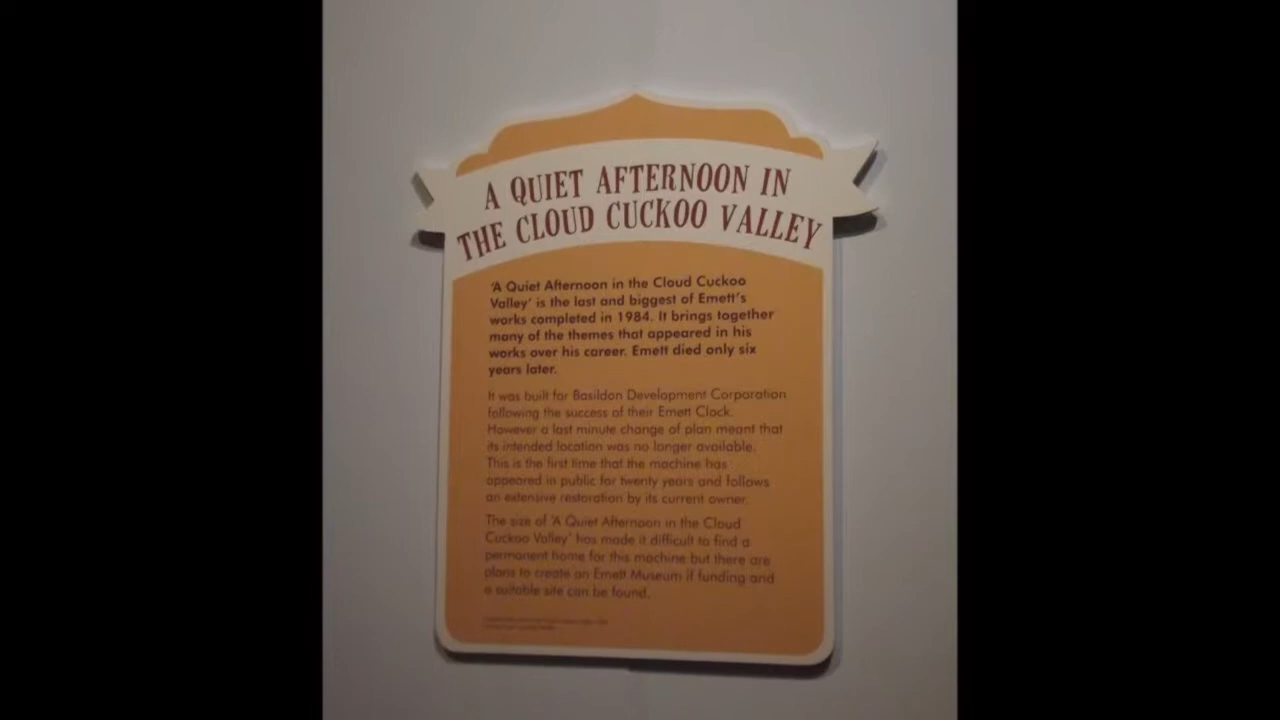 A QUIET AFTERNOON IN
THE CLOUD CUCKOO VALLEY
'A Quiet Afternoon in the Cloud Cuckoo
Valley' is the last and biggest of Emett's
works completed in 1984. It brings together
many of the themes that appeared in his
works over his career. Emett died only six
years later.
It was built for Basildon Development Corporation
following the success of their Emett Clock.
However a last minute change of plan meant that
its intended location was no longer available.
This is the first time that the machine has
appeared in public for twenty years and follows
an extensive restoration by its current owner.
The size of 'A Quiet Afternoon in the Cloud
Cuckoo Valley' has made it difficult to find a
permanent home for this machine but there are
plans to create an Emett Museum if funding and
a suitable site can be found.